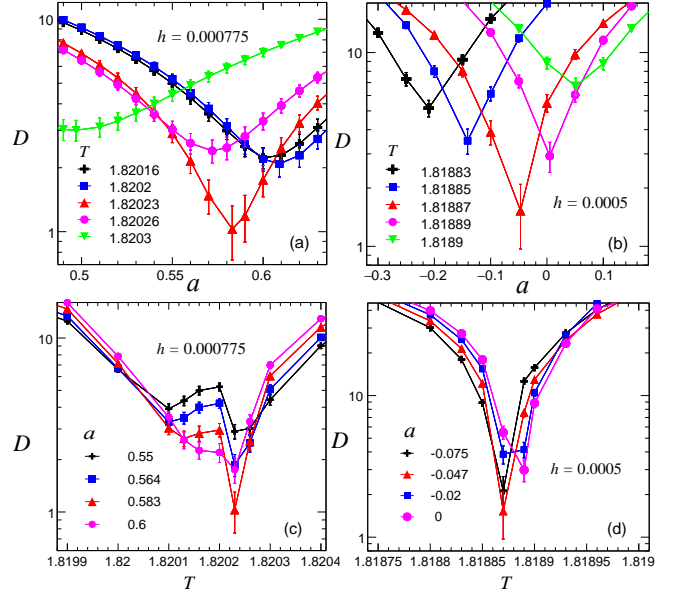 (a)
h = 0.000775
10
D
1
T
1.82016
1.8202
1.82023
1.82026
1.8203
0.5
0.55
0.6
a
(b)
10
D
1
T
1.81883
1.81885
1.81887
1.81889
1.8189
h = 0.0005
-0.3
-0.2
-0.1
0
0.1
a
(c)
h = 0.000775
10
D
1
a
0.55
0.564
0.583
0.6
1.8199
1.82
1.8201
1.8202
1.8203
1.8204
T
(d)
h = 0.0005
10
D
1
a
-0.075
-0.047
-0.02
0
1.81875
1.8188
1.81885
1.8189
1.81895
1.819
T